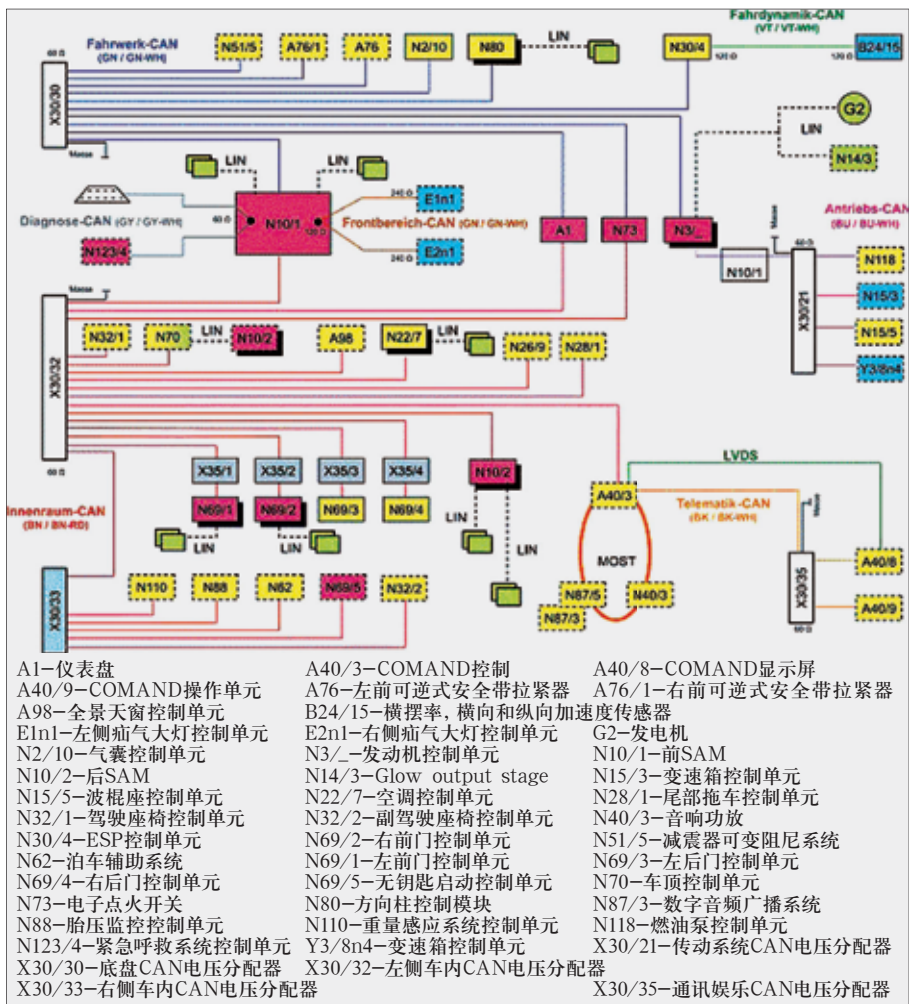 Fahrdynamik-CAN
(VT / VT-WH)
Fahrwerk-CAN
(GN / GN-WH)
N51/5
A76/1
A76
N2/10
N80
LIN
N30/4
120 Ω
120 Ω
B24/15
60 Ω
X30/30
Masse
LIN
LIN
G2
LIN
N14/3
Diagnose-CAN (GY / GY-WH)
60 Ω
N10/1
120 Ω
240 Ω
E1n1
Frontbereich-CAN (GN / GN-WH)
240 Ω
E2n1
N123/4
A1
N73
N3/_
Antriebs-CAN
(BU / BU-WH)
Masse
60 Ω
N10/1
X30/21
N118
N15/3
N15/5
Y3/8n4
Masse
X30/32
N32/1
N70
LIN
N10/2
A98
N22/7
LIN
N26/9
N28/1
60 Ω
X35/1
X35/2
X35/3
X35/4
N10/2
N69/1
N69/2
N69/3
N69/4
LIN
LIN
LIN
LIN
LVDS
A40/3
Telematik-CAN
(BK / BK-WH)
Masse
MOST
N87/5
N40/3
N87/3
X30/35
60 Ω
A40/8
A40/9
Innenraum-CAN
(BN / BN-RD)
X30/33
N110
N88
N62
N69/5
N32/2
A1-仪表盘 A40/3-COMAND控制 A40/8-COMAND显示屏
A40/9-COMAND操作单元 A76-左前可逆式安全带拉紧器 A76/1-右前可逆式安全带拉紧器
A98-全景天窗控制单元 B24/15-横摆率，横向和纵向加速度传感器
E1n1-左侧疝气大灯控制单元 E2n1-右侧疝气大灯控制单元 G2-发电机
N2/10-气囊控制单元 N3/_-发动机控制单元 N10/1-前SAM
N10/2-后SAM N14/3-Glow output stage N15/3-变速箱控制单元
N15/5-波棍座控制单元 N22/7-空调控制单元 N28/1-尾部拖车控制单元
N32/1-驾驶座椅控制单元 N32/2-副驾驶座椅控制单元 N40/3-音响功放
N30/4-ESP控制单元 N69/2-右前门控制单元 N51/5-减震器可变阻尼系统
N62-泊车辅助系统 N69/1-左前门控制单元 N69/3-左后门控制单元
N69/4-右后门控制单元 N69/5-无钥匙启动控制单元 N70-车顶控制单元
N73-电子点火开关 N80-方向柱控制模块 N87/3-数字音频广播系统
N88-胎压监控控制单元 N110-重量感应系统控制单元 N118-燃油泵控制单元
N123/4-紧急呼救系统控制单元 Y3/8n4-变速箱控制单元 X30/21-传动系统CAN电压分配器
X30/30-底盘CAN电压分配器 X30/32-左侧车内CAN电压分配器
X30/33-右侧车内CAN电压分配器 X30/35-通讯娱乐CAN电压分配器